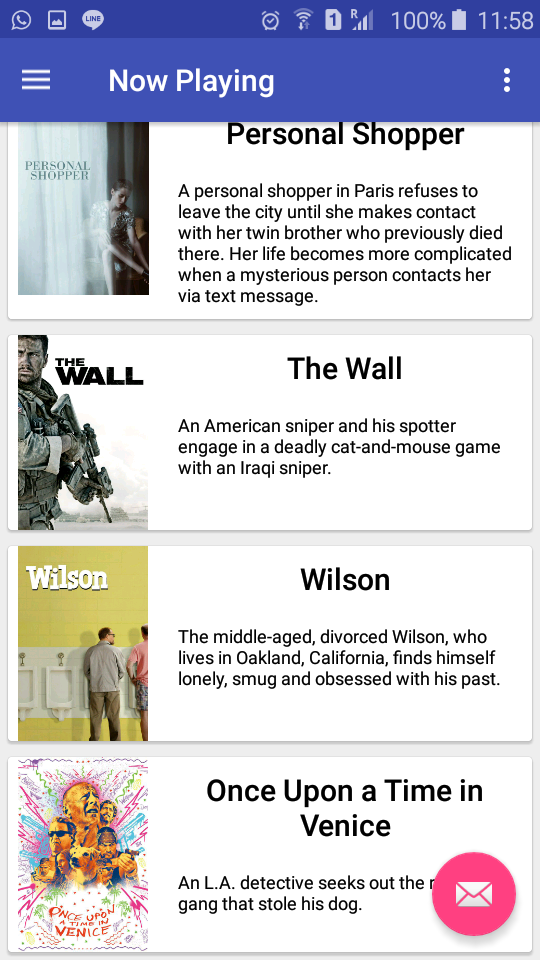 LINE
1
R
100%
11:58
Now Playing
Personal Shopper
PERSONAL
SHOPPER
A personal shopper in Paris refuses to
leave the city until she makes contact
with her twin brother who previously died
there. Her life becomes more complicated
when a mysterious person contacts her
via text message.
THE
WALL
The Wall
An American sniper and his spotter
engage in a deadly cat-and-mouse game
with an Iraqi sniper.
Wilson
Wilson
The middle-aged, divorced Wilson, who
lives in Oakland, California, finds himself
lonely, smug and obsessed with his past.
ONCE UPON
A TIME IN
VENICE
Once Upon a Time in
Venice
An L.A. detective seeks out the
gang that stole his dog.